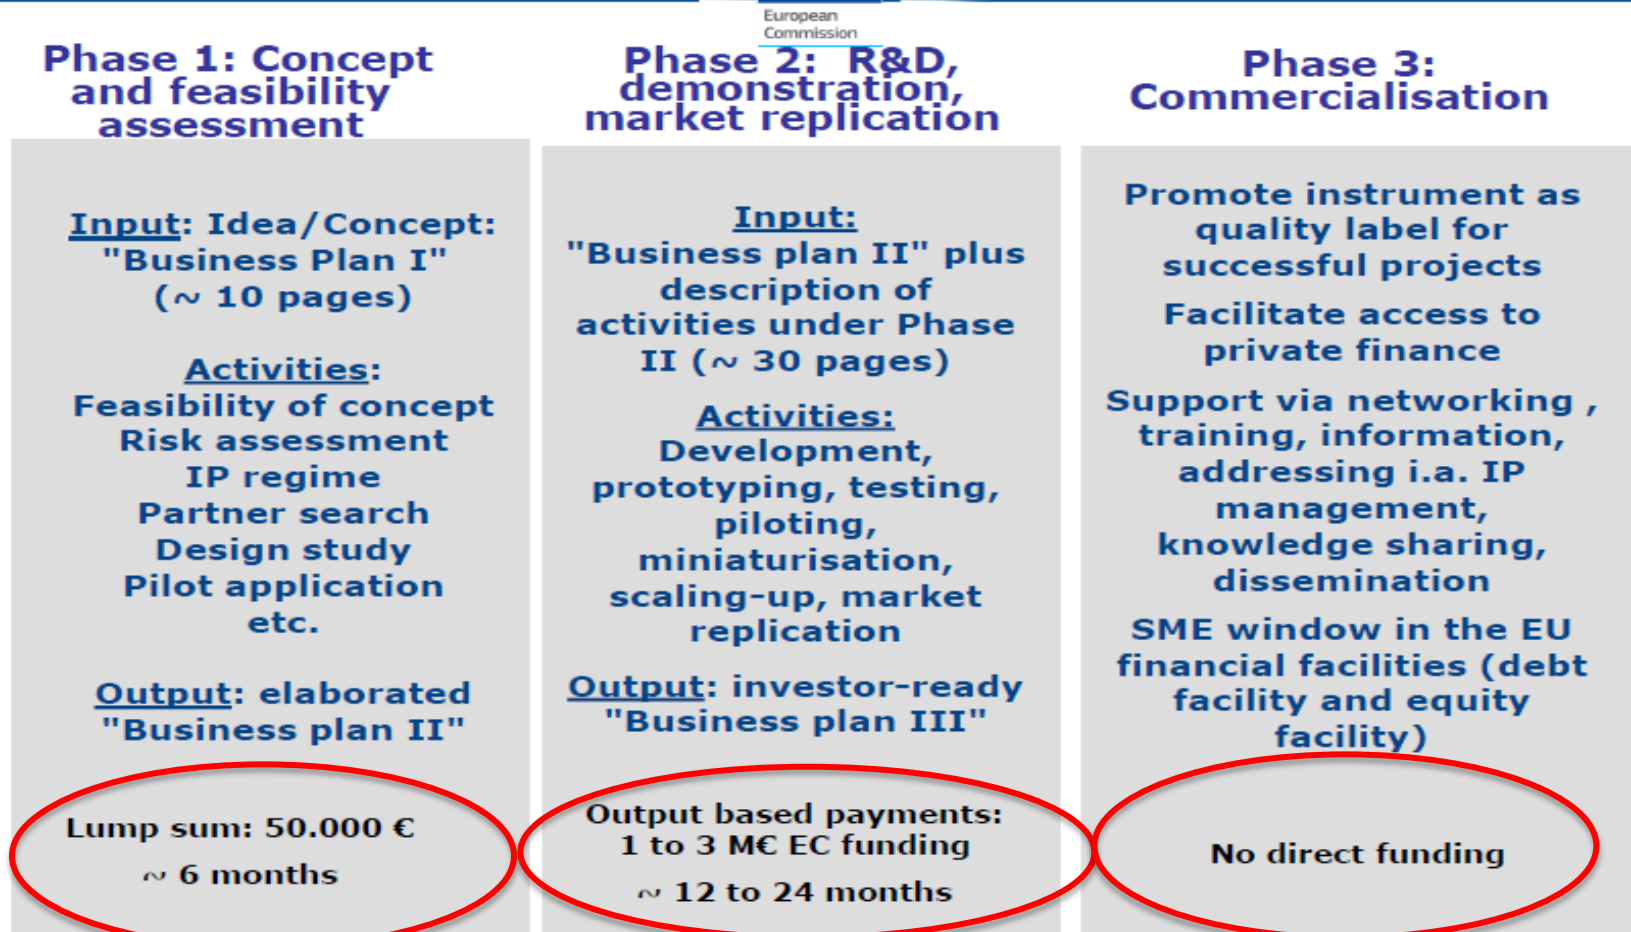 European
Commission
Phase 1: Concept
and feasibility
assessment
Input: Idea/Concept:
"Business Plan I"
(~ 10 pages)
Activities:
Feasibility of concept
Risk assessment
IP regime
Partner search
Design study
Pilot application
etc.
Output: elaborated
"Business plan II"
Lump sum: 50.000 €
~ 6 months
Phase 2: R&D,
demonstration,
market replication
Input:
"Business plan II" plus
description of
activities under Phase
II (~ 30 pages)
Activities:
Development,
prototyping, testing,
piloting,
miniaturisation,
scaling-up, market
replication
Output: investor-ready
"Business plan III"
Output based payments:
1 to 3 M€ EC funding
~ 12 to 24 months
Phase 3:
Commercialisation
Promote instrument as
quality label for
successful projects
Facilitate access to
private finance
Support via networking ,
training, information,
addressing i.a. IP
management,
knowledge sharing,
dissemination
SME window in the EU
financial facilities (debt
facility and equity
facility)
No direct funding